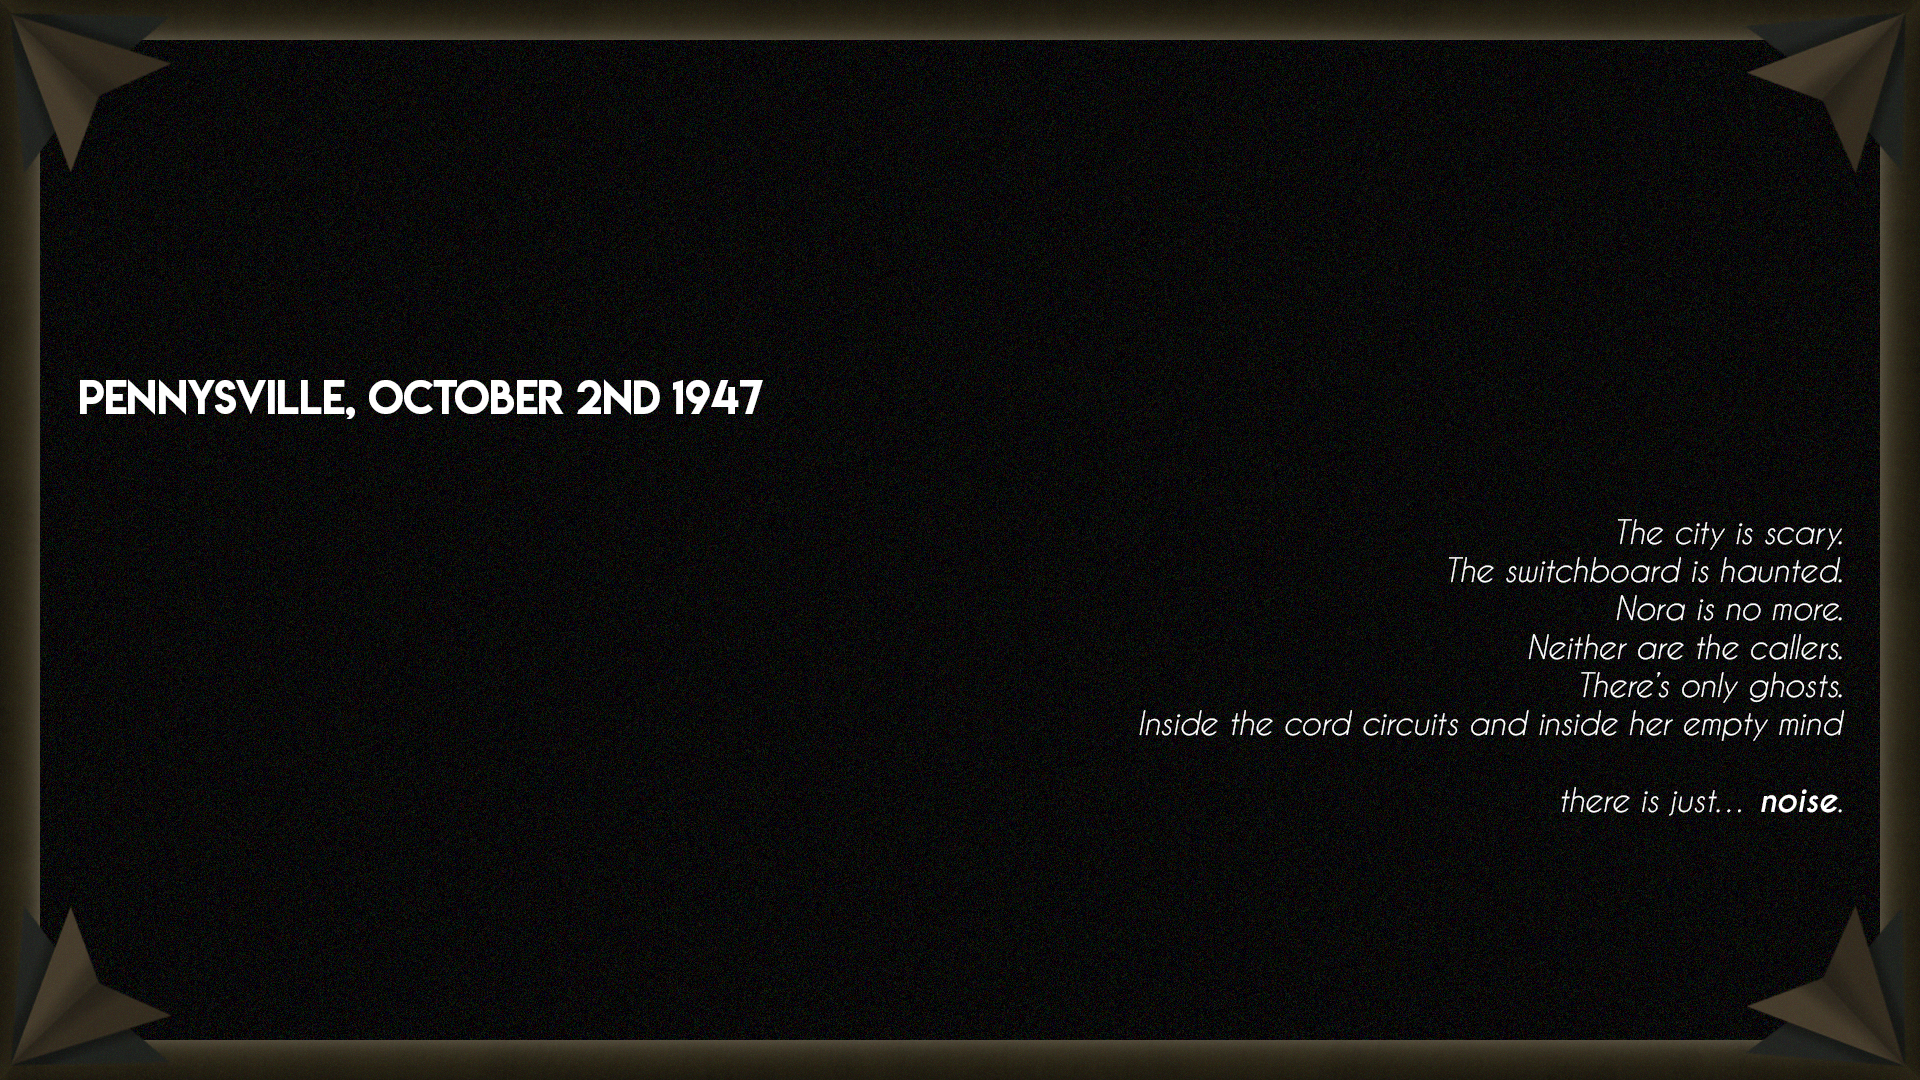 PENNYSVILLE, OCTOBER 2ND 1947
The city is scary.
The switchboard is haunted.
Nora is no more.
Neither are the callers.
There's only ghosts.
Inside the cord circuits and inside her empty mind
there is just... noise.